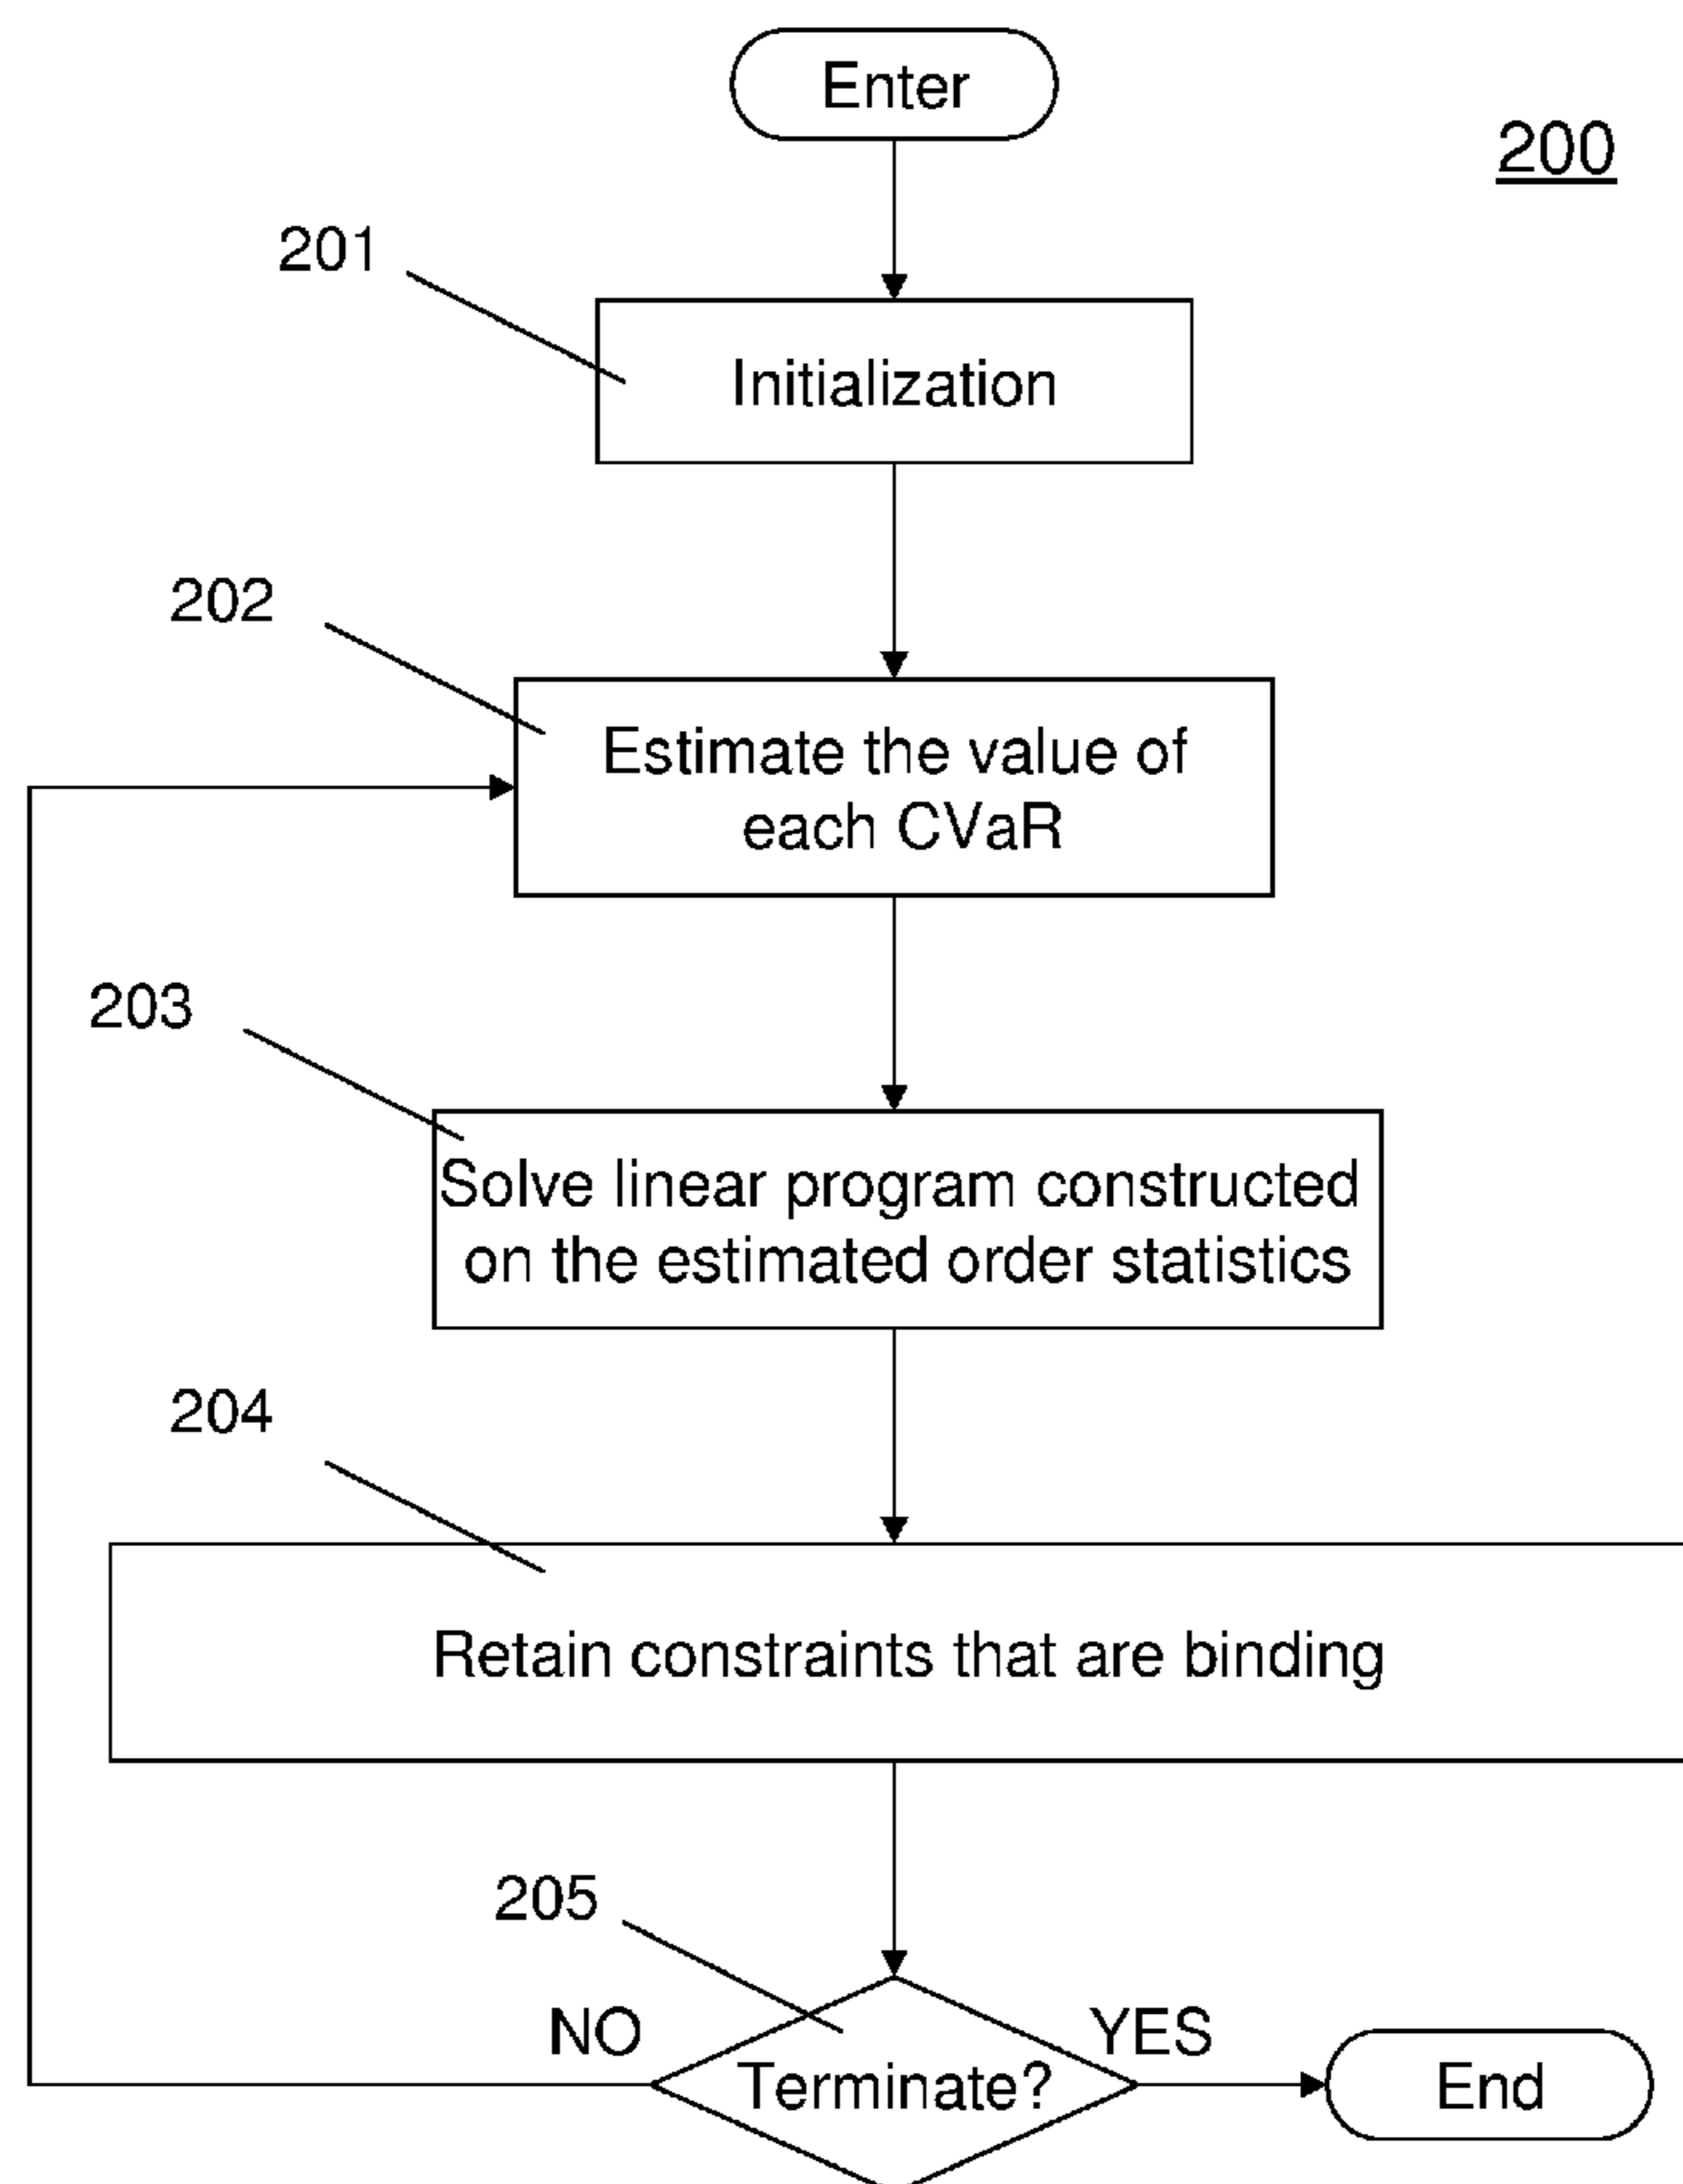 Enter
200
201
Initialization
202
Estimate the value of
each CVaR
203
Solve linear program constructed
on the estimated order statistics
204
Retain constraints that are binding
205
NO
YES
Terminate?
End